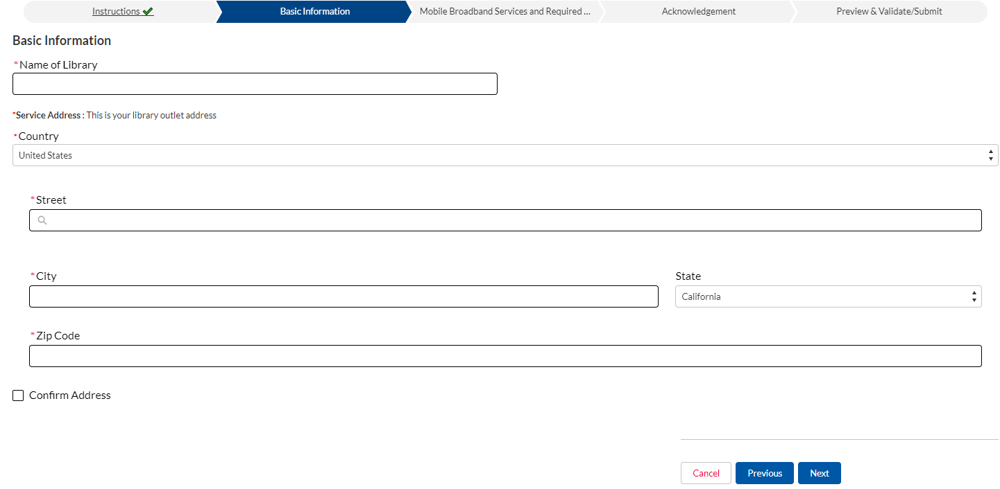 Instructions
Basic Information
Mobile Broadband Services and Required ...
Acknowledgement
Preview & Validate/Submit
Basic Information
*Name of Library
*Service Address : This is your library outlet address
*Country
United States
*Street
*City
State
California
*Zip Code
Confirm Address
Cancel
Previous
Next